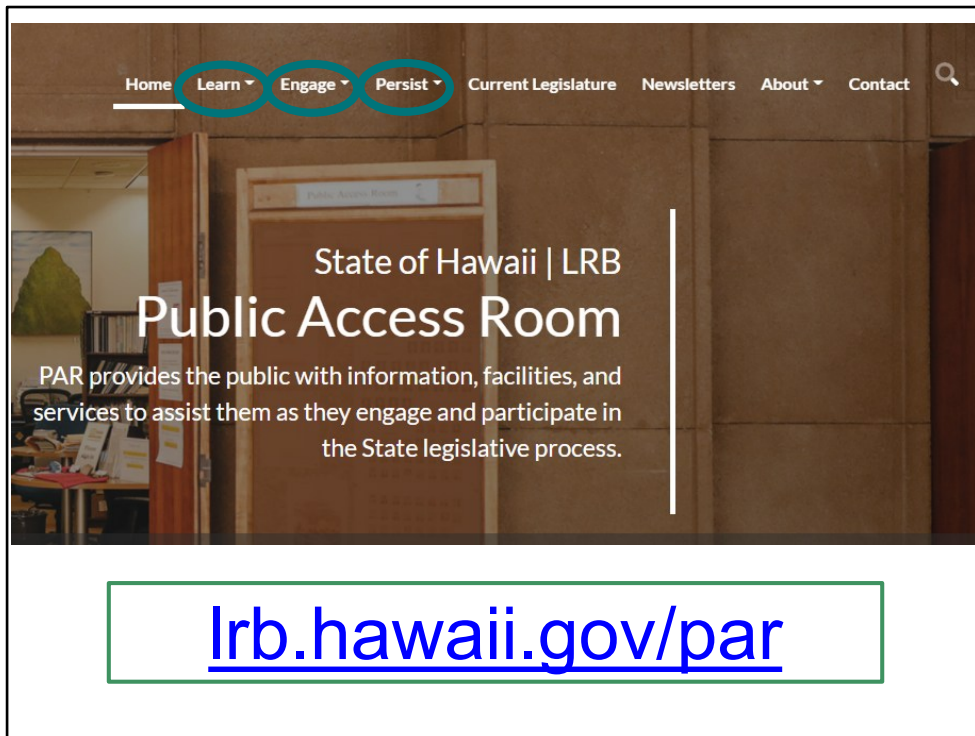 Home Learn Engage Persist Current Legislature Newsletters About Contact
Public Access Room
State of Hawaii | LRB
Public Access Room
PAR provides the public with information, facilities, and
services to assist them as they engage and participate in
the State legislative process.
lrb.hawaii.gov/par